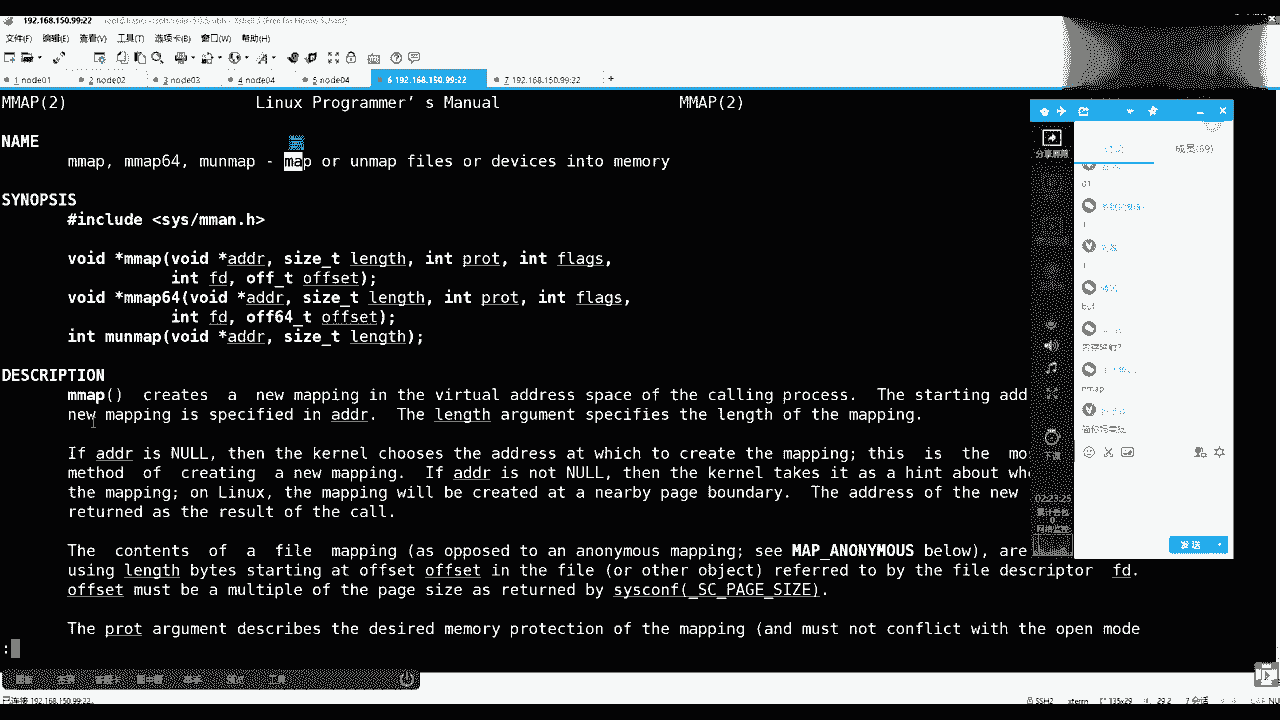 192.168.150.99:22
文件(F) 编辑(E) 查看(V) 工具(T) 选项卡(B) 窗口(W) 帮助(H)
1 node01
2 node02
3 node03
4 node04
5 node04
6 192.168.150.99:22
7 192.168.150.99:22
+
MMAP(2) Linux Programmer's Manual MMAP(2)
NAME
mmap, mmap64, munmap - map or unmap files or devices into memory
SYNOPSIS
#include <sys/mman.h>
void *mmap(void *addr, size_t length, int prot, int flags,
int fd, off_t offset);
void *mmap64(void *addr, size_t length, int prot, int flags,
int fd, off64_t offset);
int munmap(void *addr, size_t length);
DESCRIPTION
mmap() creates a new mapping in the virtual address space of the calling process. The starting add
new mapping is specified in addr. The length argument specifies the length of the mapping.
If addr is NULL, then the kernel chooses the address at which to create the mapping; this is the mo
method of creating a new mapping. If addr is not NULL, then the kernel takes it as a hint about wh
the mapping; on Linux, the mapping will be created at a nearby page boundary. The address of the new
returned as the result of the call.
The contents of a file mapping (as opposed to an anonymous mapping; see MAP_ANONYMOUS below), are
using length bytes starting at offset offset in the file (or other object) referred to by the file descriptor fd.
offset must be a multiple of the page size as returned by sysconf(_SC_PAGE_SIZE).
The prot argument describes the desired memory protection of the mapping (and must not conflict with the open mode
:
分享屏幕
成员(69)
01
1
1
mmap
02:23:25
发送
已连接 192.168.150.99:22。
SSH2 xterm 135x29 29,2 7 会话